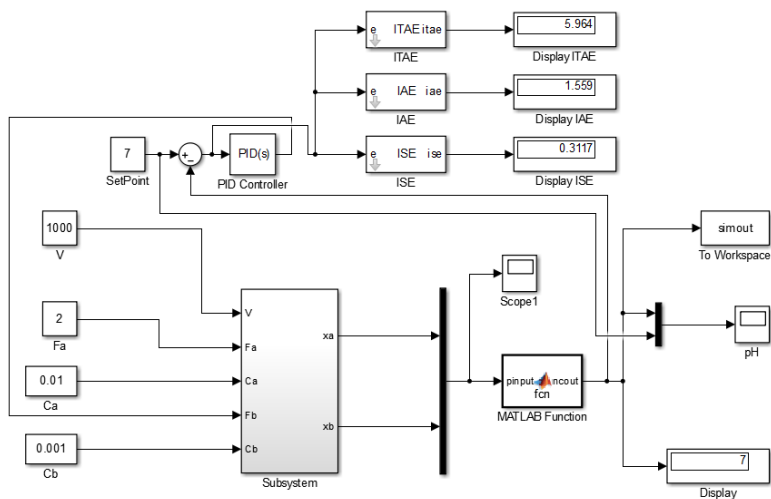 ITAE itae
e
5.964
ITAE
Display ITAE
IAE iae
e
1.559
IAE
Display IAE
7
+
-
PID(s)
ISE ise
e
0.3117
SetPoint
PID Controller
ISE
Display ISE
1000
V
simout
To Workspace
Scope1
V
2
Fa
Fa
xa
pH
0.01
Ca
Ca
pinput
ncout
fcn
MATLAB Function
Fb
xb
0.001
Cb
Cb
7
Subsystem
Display